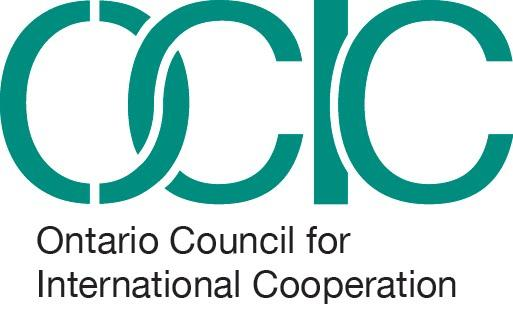 OCIC
Ontario Council for
International Cooperation